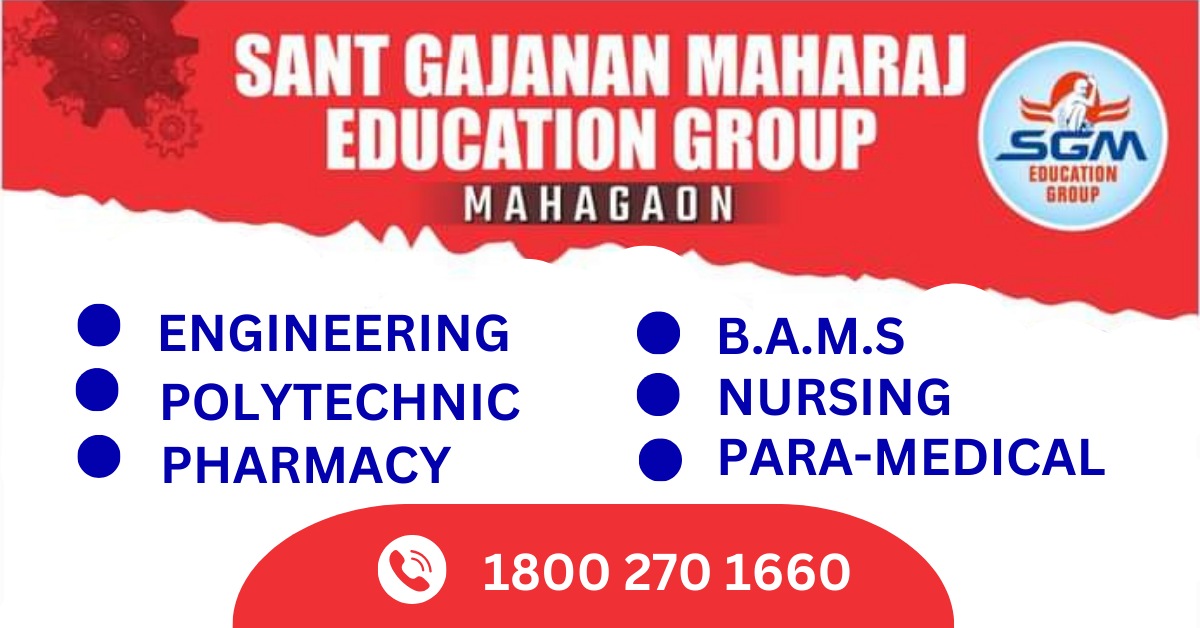 SANT GAJANAN MAHARAJ
EDUCATION GROUP
MAHAGAON
SGM
EDUCATION
GROUP
ENGINEERING
POLYTECHNIC
PHARMACY
B.A.M.S
NURSING
PARA-MEDICAL
1800 270 1660